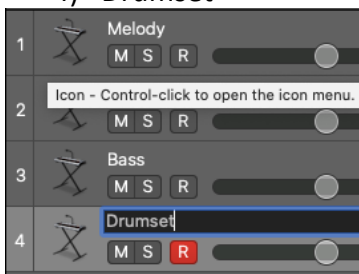 4) Drumset
1 Melody
M S R
Icon - Control-click to open the icon menu.
2
M S R
3 Bass
M S R
4 Drumset
M S R